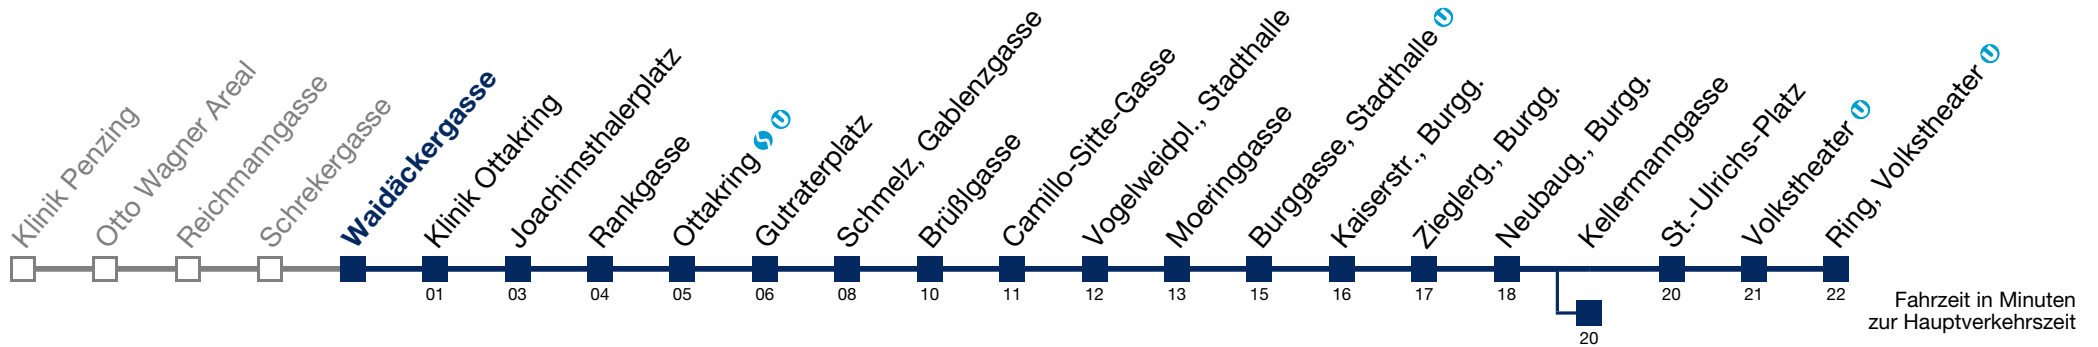 Klinik Penzing
Otto Wagner Areal
Reichmanngasse
Schrekergasse
Waidäckergasse
Klinik Ottakring
Joachimsthalerplatz
Rankgasse
Ottakring
Gutraterplatz
Schmelz, Gablenzgasse
Brüßlgasse
Camillo-Sitte-Gasse
Vogelweidpl., Stadthalle
Moeringgasse
Burggasse, Stadthalle U
Kaiserstr., Burgg.
Zieglerg., Burgg.
Neubaug., Burgg.
Kellermanngasse
St.-Ulrichs-Platz
Volkstheater U
Ring, Volkstheater U
01 03 04 05 06 08 10 11 12 13 15 16 17 18 20 21 22
20
Fahrzeit in Minuten
zur Hauptverkehrszeit